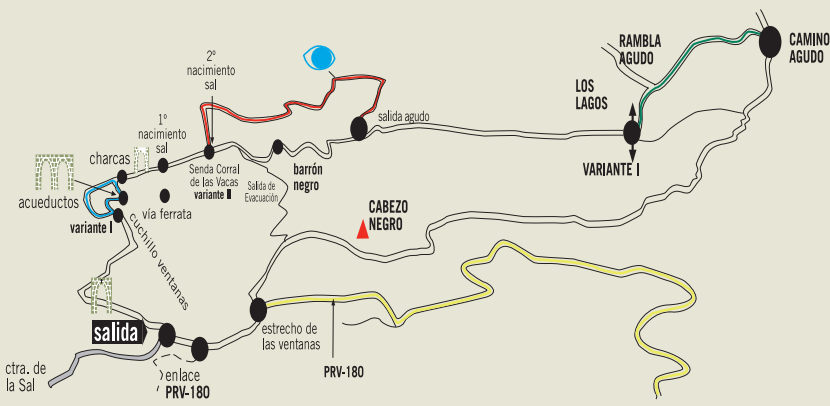 RAMBLA
AGUDO
CAMINO
AGUDO
2º
nacimiento
sal
LOS
LAGOS
salida agudo
1º
nacimiento
sal
charcas
barrón
negro
VARIANTE I
Senda Corral
de las Vacas
variante II
Salida de
Evacuación
acueductos
vía ferrata
variante I
CABEZO
NEGRO
cuchillo ventanas
salida
estrecho de
las ventanas
ctra. de
la Sal
enlace
PRV-180
PRV-180